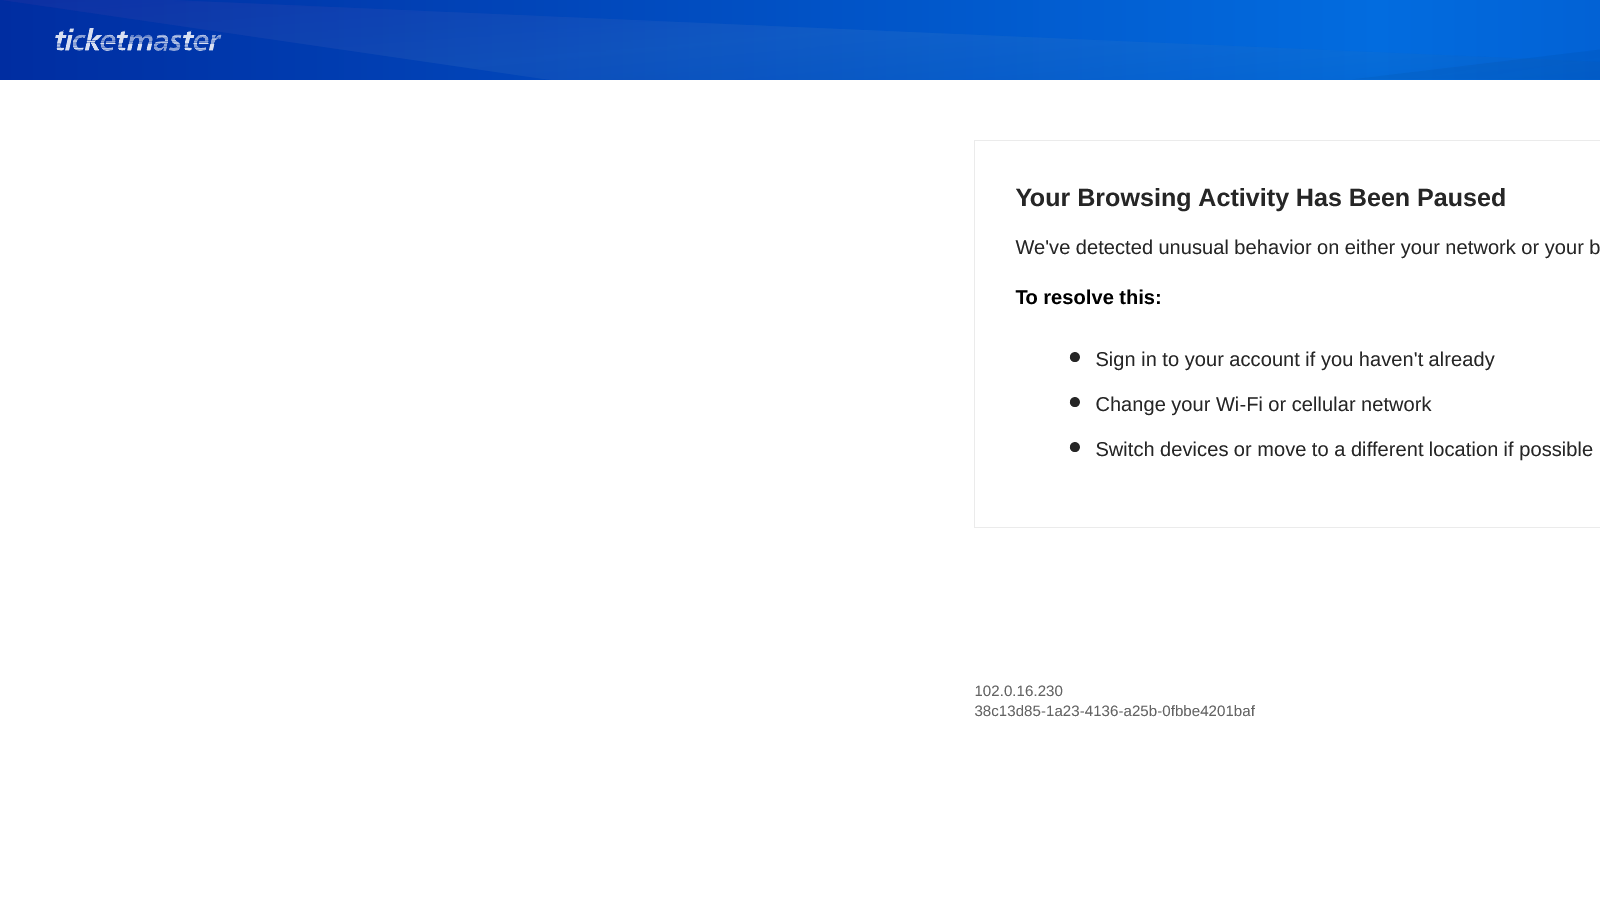 ticketmaster
Your Browsing Activity Has Been Paused
We've detected unusual behavior on either your network or your b
To resolve this:
Sign in to your account if you haven't already
Change your Wi-Fi or cellular network
Switch devices or move to a different location if possible
102.0.16.230
38c13d85-1a23-4136-a25b-0fbbe4201baf